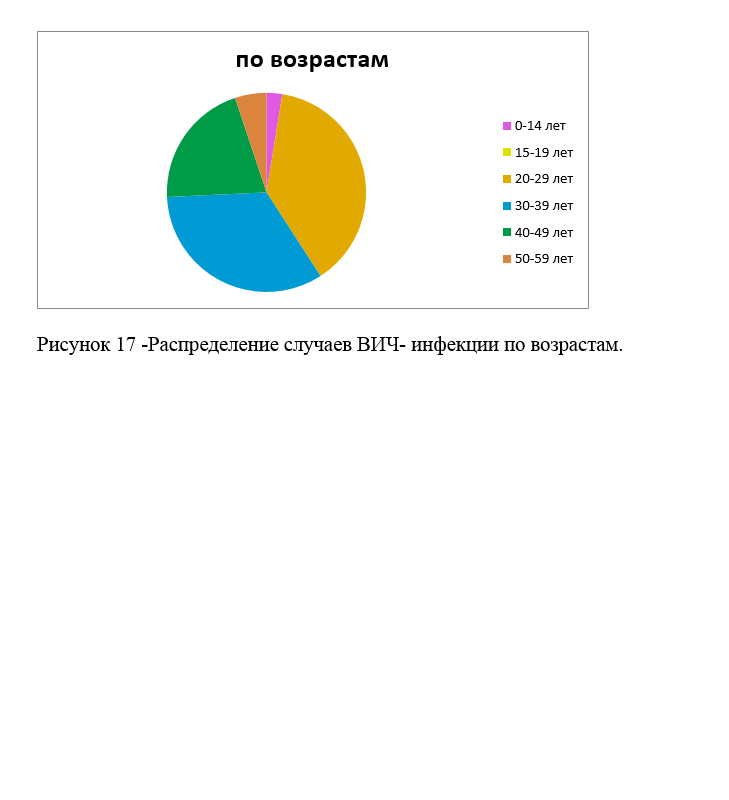 по возрастам
0-14 лет
15-19 лет
20-29 лет
30-39 лет
40-49 лет
50-59 лет
Рисунок 17 -Распределение случаев ВИЧ- инфекции по возрастам.